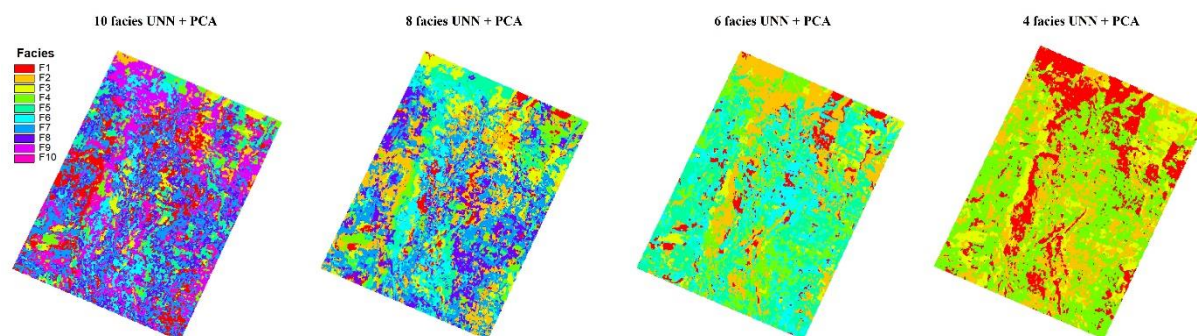 10 facies UNN + PCA
8 facies UNN + PCA
6 facies UNN + PCA
4 facies UNN + PCA
Facies
F1
F2
F3
F4
F5
F6
F7
F8
F9
F10